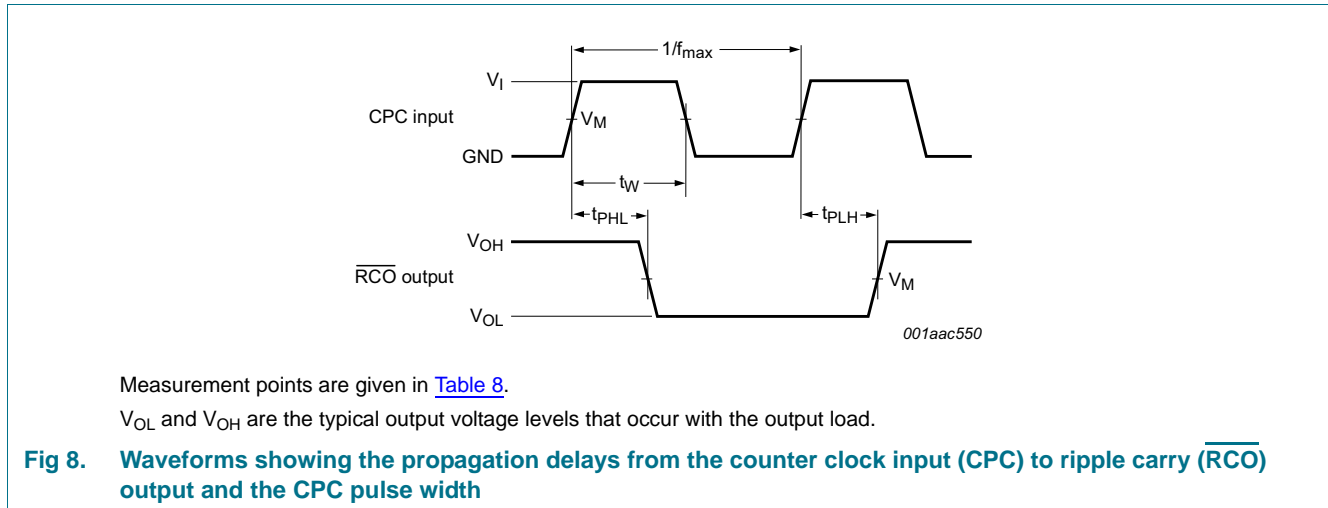 1/fmax
VI
CPC input
VM
GND
tW
tPHL
tPLH
VOH
RCO output
VM
VOL
001aac550
Measurement points are given in Table 8.
VOL and VOH are the typical output voltage levels that occur with the output load.
Fig 8. Waveforms showing the propagation delays from the counter clock input (CPC) to ripple carry (RCO)
output and the CPC pulse width